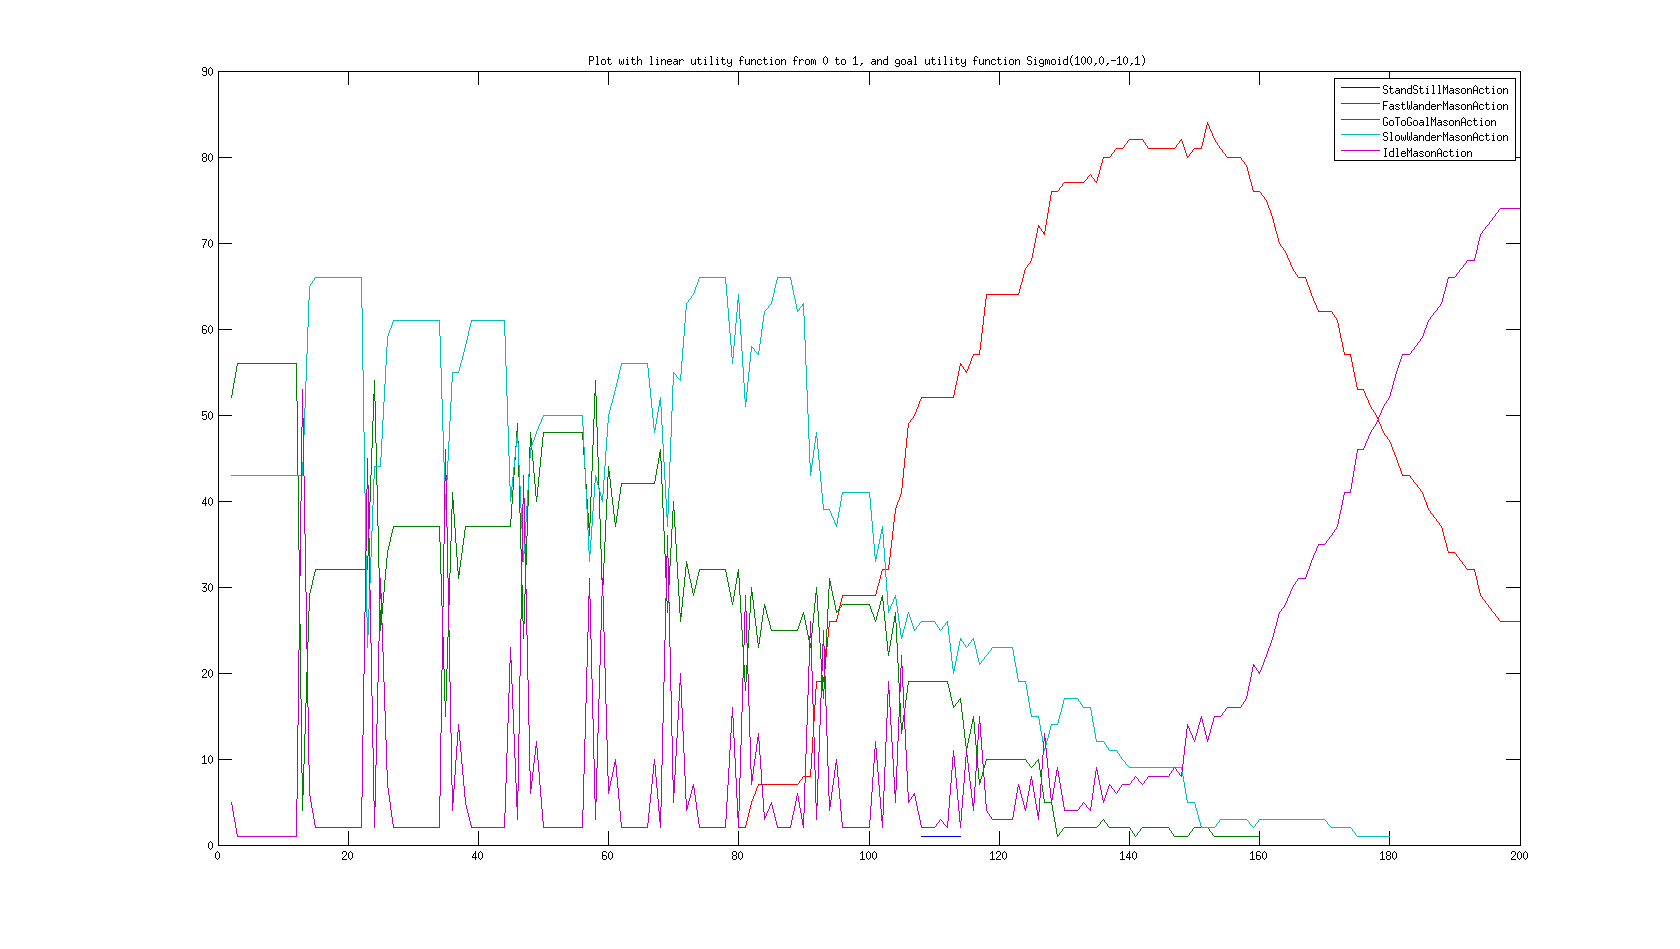 Plot with linear utility function from 0 to 1, and goal utility function Sigmoid(100,0,-10,1)
90
80
70
60
50
40
30
20
10
0
StandStillMasonAction
FastWanderMasonAction
GoToGoalMasonAction
SlowWanderMasonAction
IdleMasonAction
0 20 40 60 80 100 120 140 160 180 200